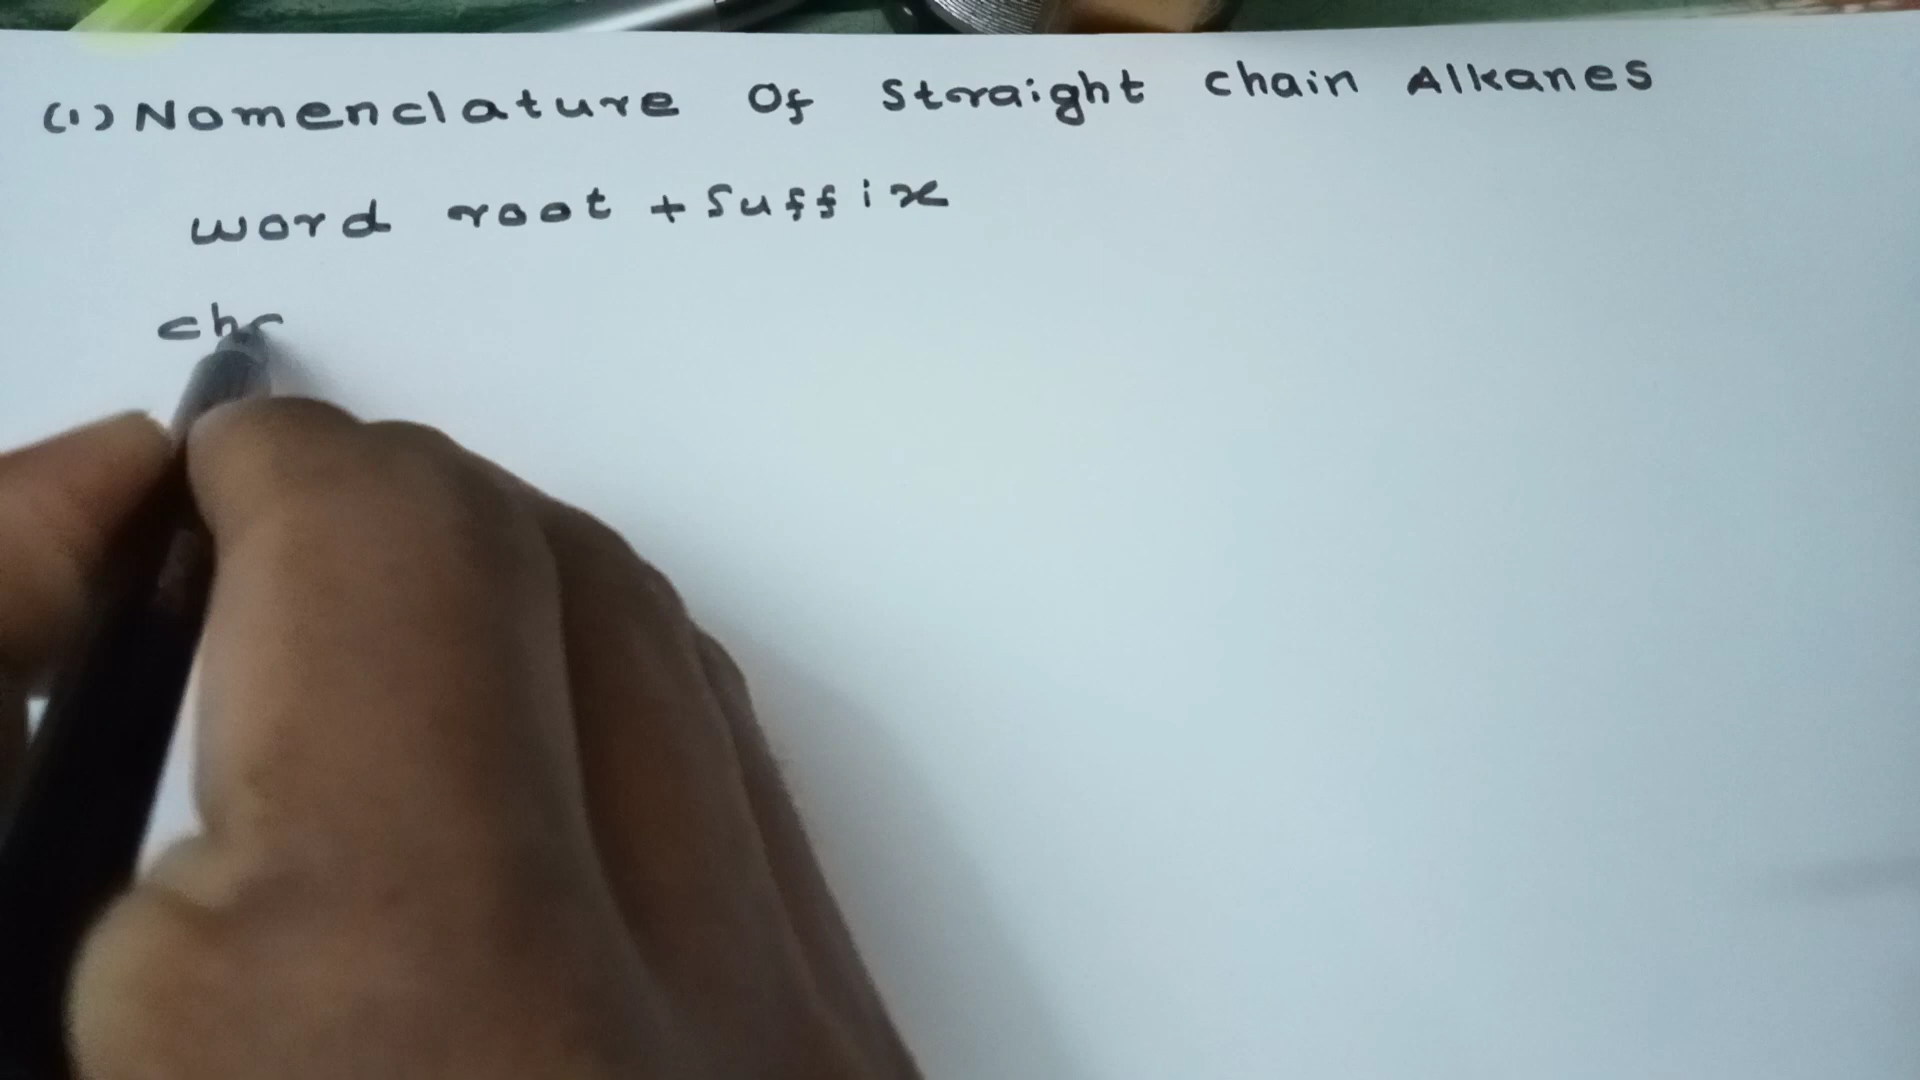 (1) Nomenclature Of Straight chain Alkanes
word root + Suffix